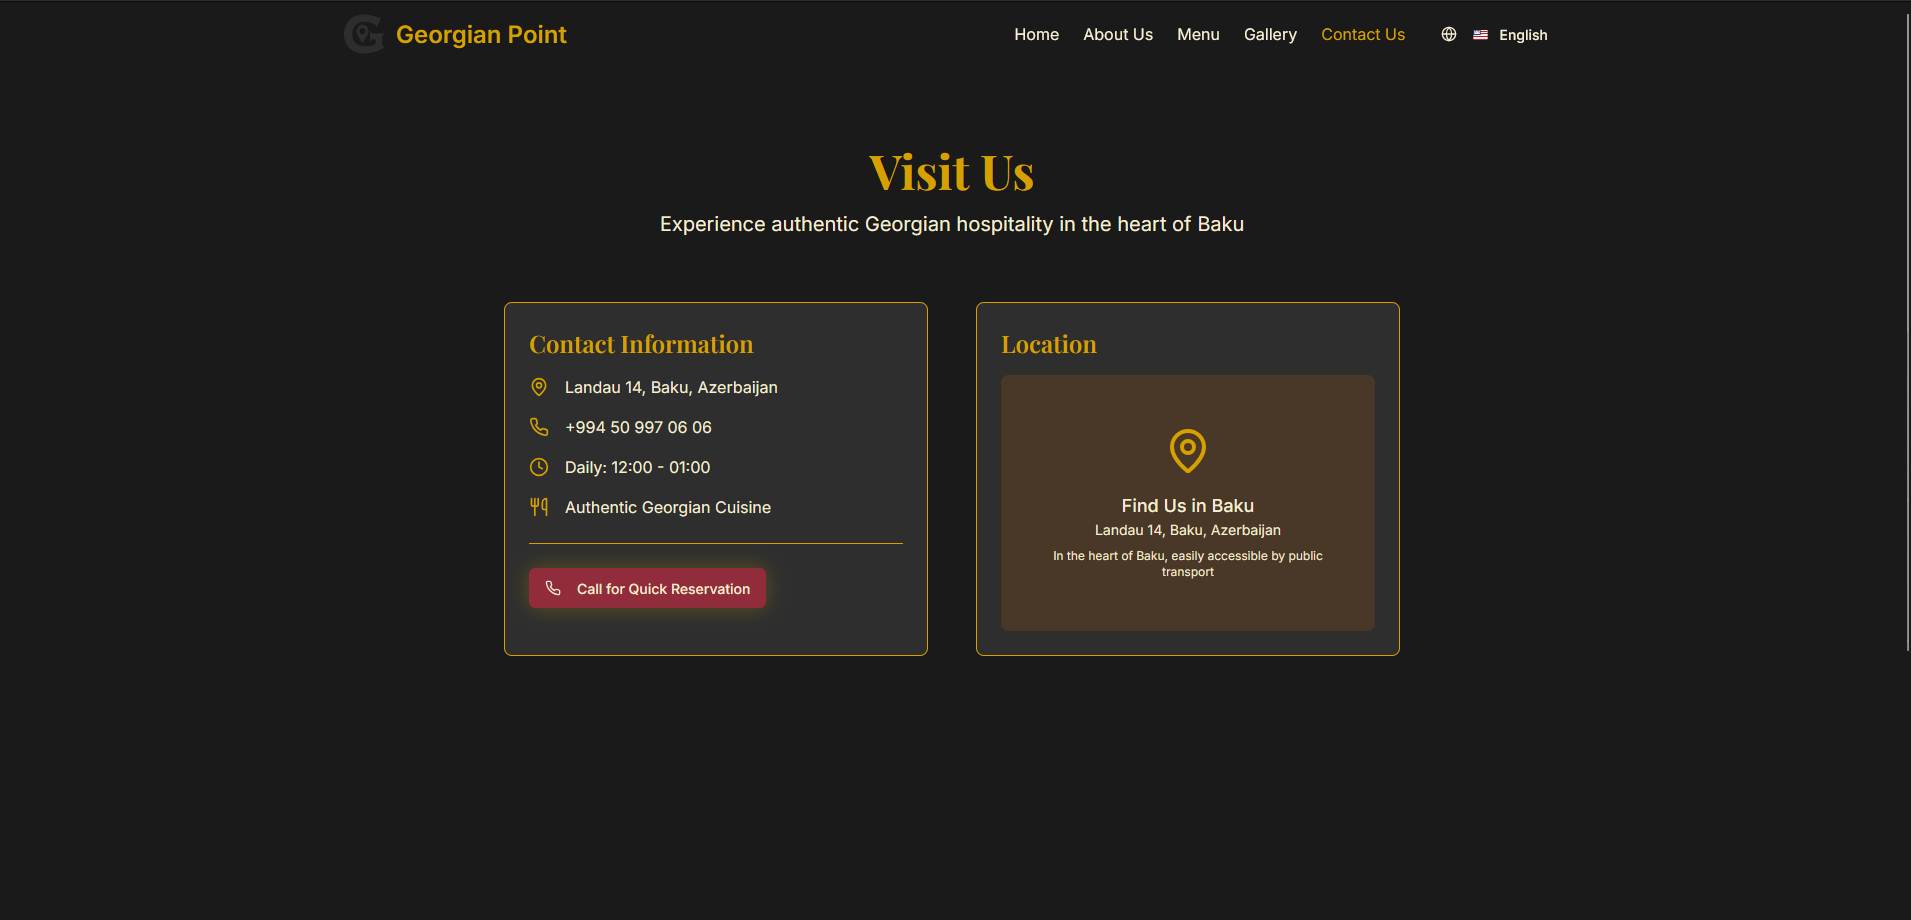 Georgian Point
Home About Us Menu Gallery Contact Us English
Visit Us
Experience authentic Georgian hospitality in the heart of Baku
Contact Information
Landau 14, Baku, Azerbaijan
+994 50 997 06 06
Daily: 12:00 - 01:00
Authentic Georgian Cuisine
Call for Quick Reservation
Location
Find Us in Baku
Landau 14, Baku, Azerbaijan
In the heart of Baku, easily accessible by public
transport